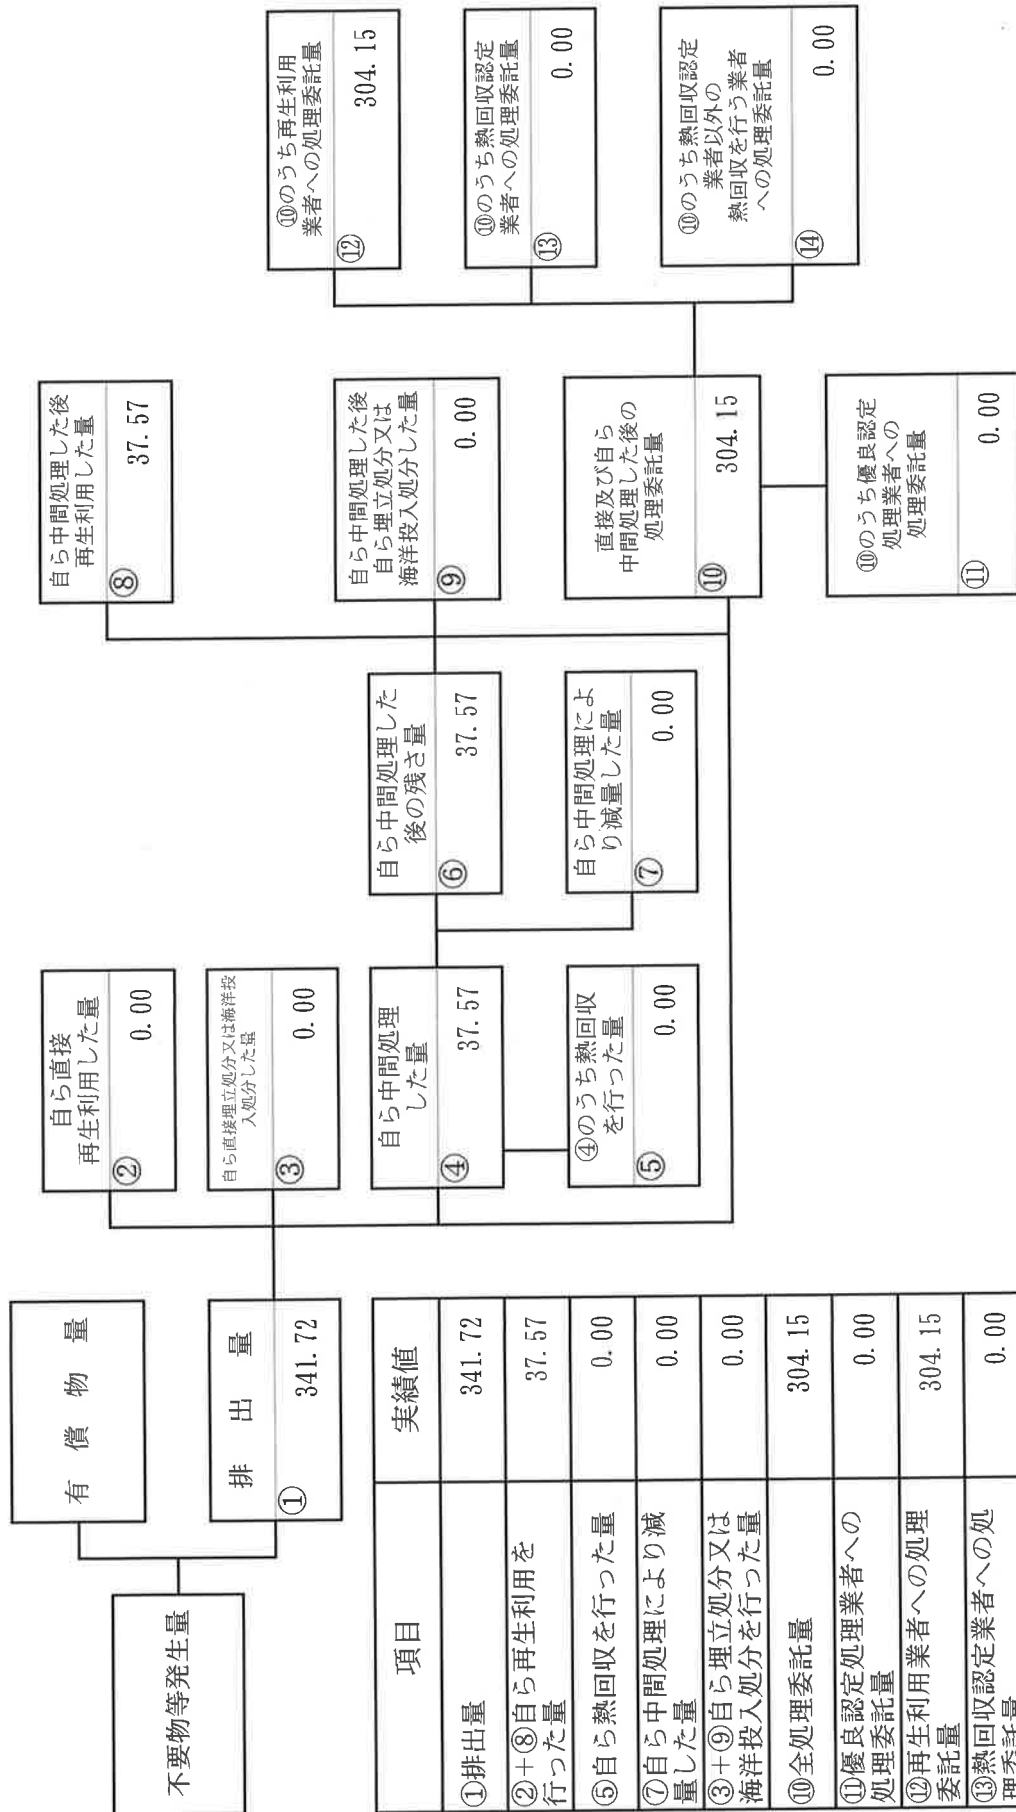 不要物等発生量
有償物量
排出量
①
341.72
自ら直接
再生利用した量
②
0.00
自ら直接埋立処分又は海洋投
入処分した量
③
0.00
自ら中間処理
した量
④
37.57
④のうち熱回収
を行った量
⑤
0.00
自ら中間処理した
後の残さ量
⑥
37.57
自ら中間処理によ
り減量した量
⑦
0.00
自ら中間処理した後
再生利用した量
⑧
37.57
自ら中間処理した後
自ら埋立処分又は
海洋投入処分した量
⑨
0.00
直接及び自ら
中間処理した後の
処理委託量
⑩
304.15
⑩のうち優良認定
処理業者への
処理委託量
⑪
0.00
⑩のうち再生利用
業者への処理委託量
⑫
304.15
⑩のうち熱回収認定
業者への処理委託量
⑬
0.00
⑩のうち熱回収認定
業者以外の
熱回収を行う業者
への処理委託量
⑭
0.00
項目 実績値
①排出量 341.72
②+⑧自ら再生利用を
行った量 37.57
⑤自ら熱回収を行った量 0.00
⑦自ら中間処理により減
量した量 0.00
③+⑨自ら埋立処分又は
海洋投入処分を行った量 0.00
⑩全処理委託量 304.15
⑪優良認定処理業者への
処理委託量 0.00
⑫再生利用業者への処理
委託量 304.15
⑬熱回収認定業者への処
理委託量 0.00